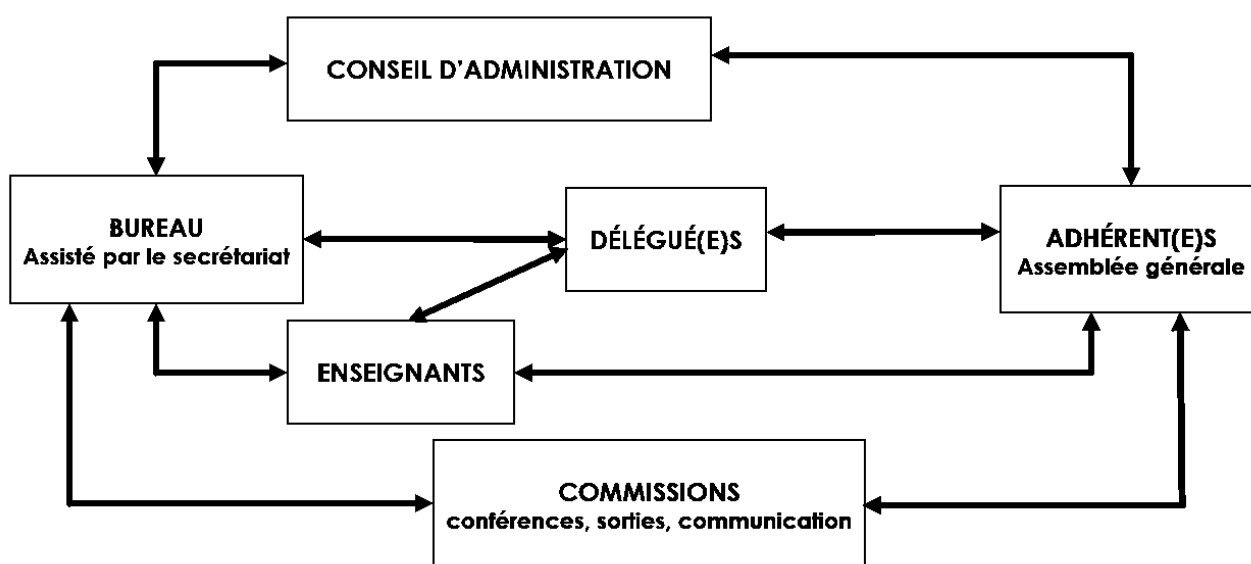 CONSEIL D'ADMINISTRATION
BUREAU
Assisté par le secrétariat
DÉLÉGUÉ(E)S
ADHÉRENT(E)S
Assemblée générale
ENSEIGNANTS
COMMISSIONS
conférences, sorties, communication